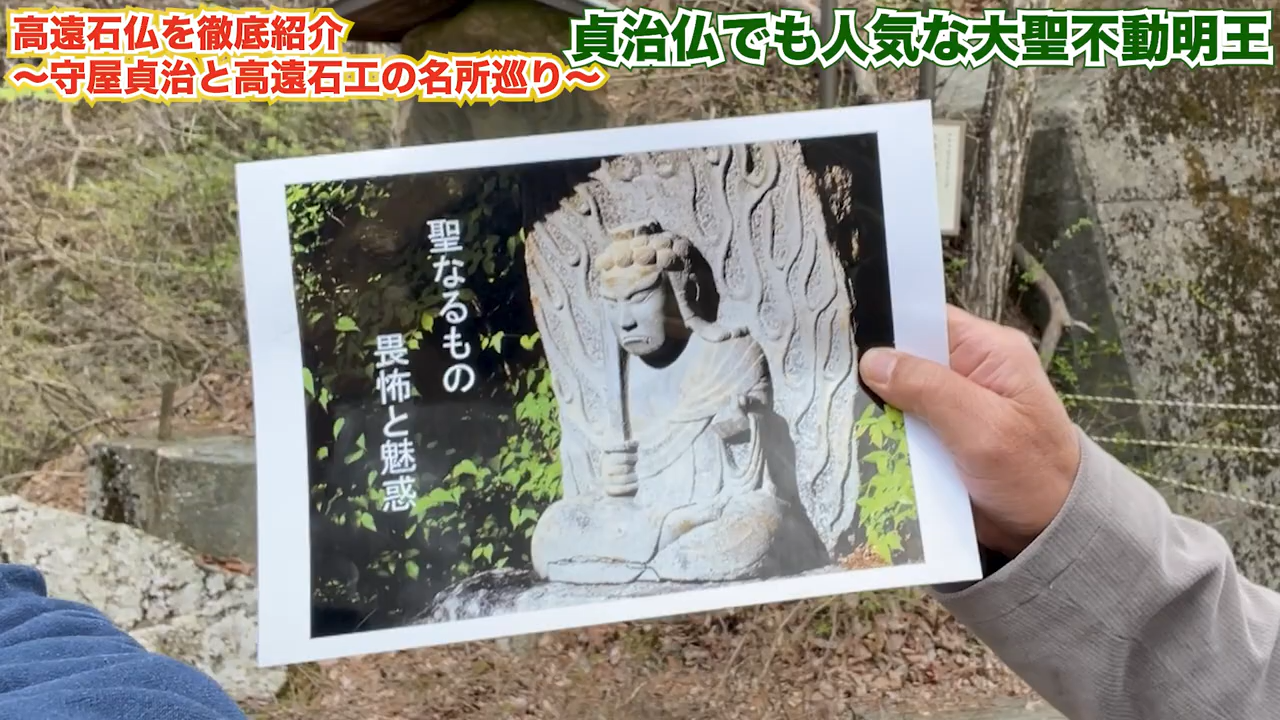 高遠石仏を徹底紹介
〜守屋貞治と高遠石工の名所巡り〜
貞治仏でも人気な大聖不動明王
聖なるもの
畏怖と魅惑